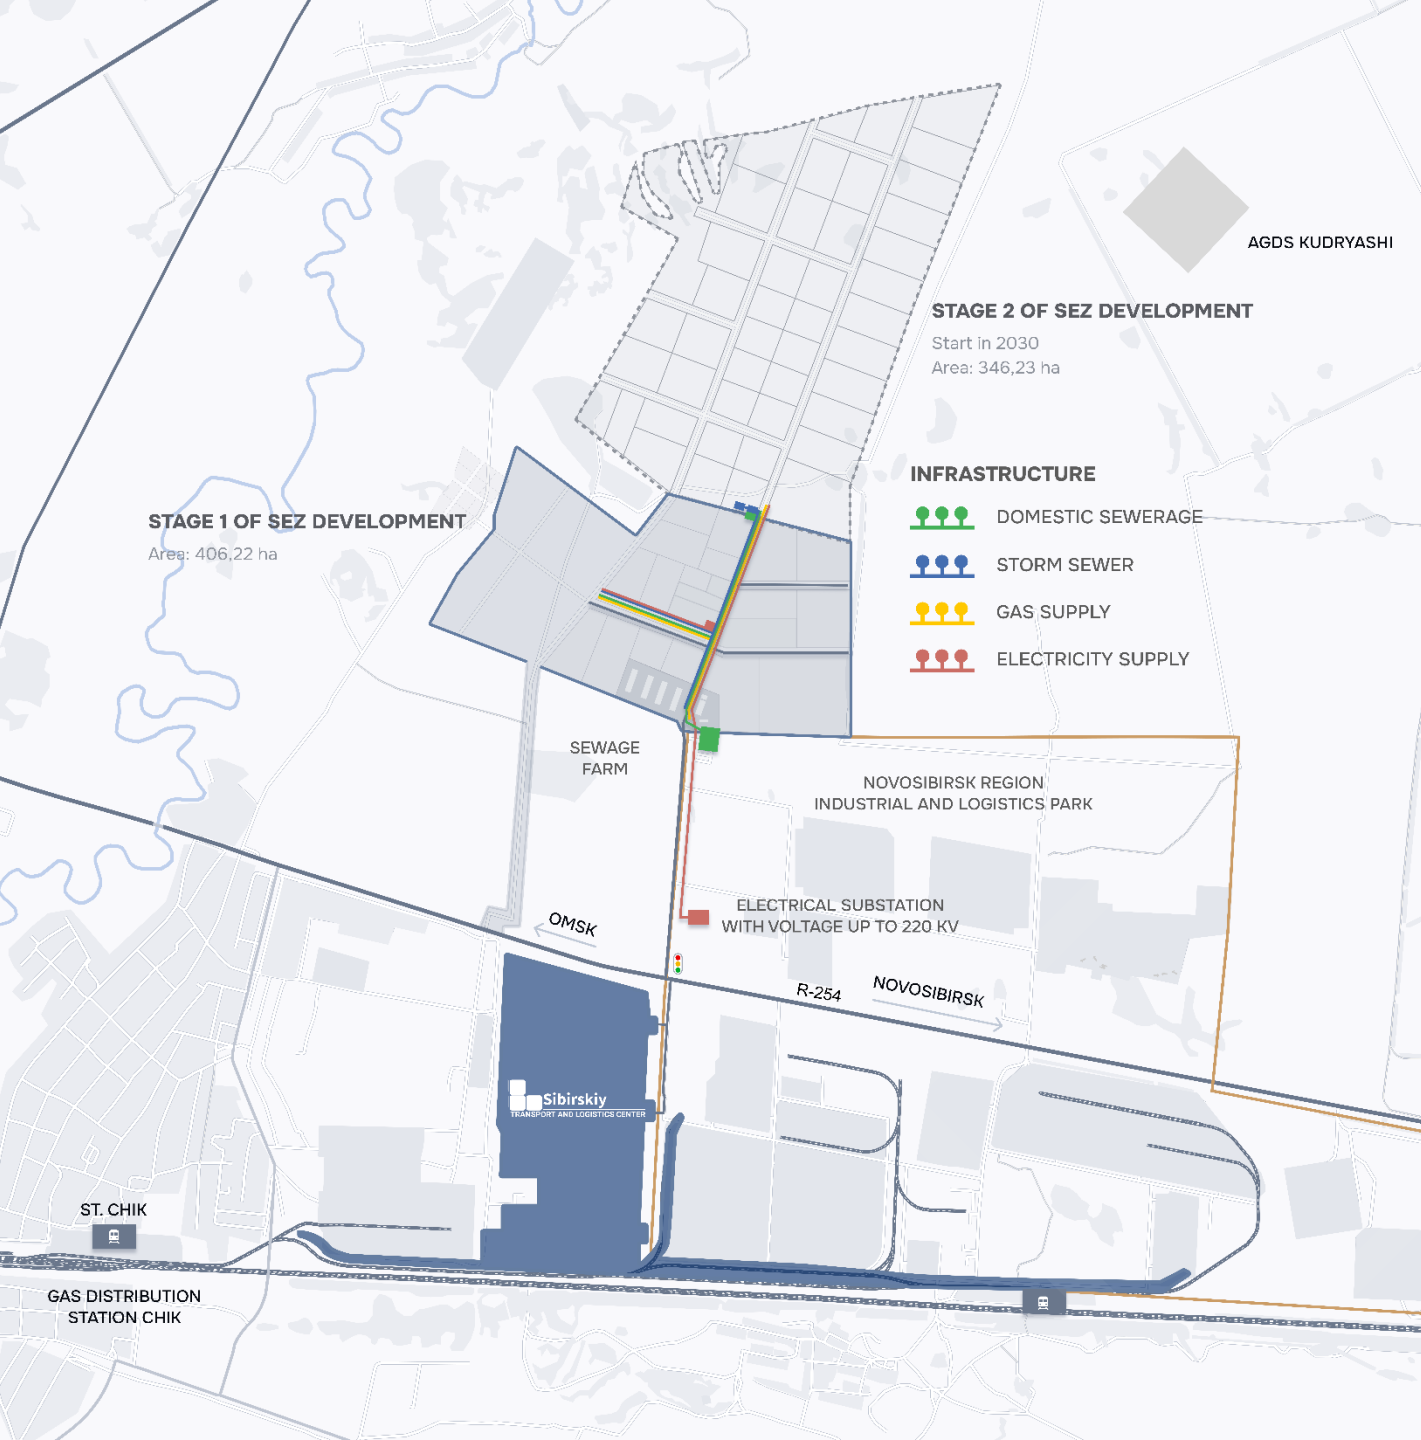 AGDS KUDRYASHI
STAGE 2 OF SEZ DEVELOPMENT
Start in 2030
Area: 346,23 ha
INFRASTRUCTURE
DOMESTIC SEWERAGE
STORM SEWER
GAS SUPPLY
ELECTRICITY SUPPLY
STAGE 1 OF SEZ DEVELOPMENT
Area: 406,22 ha
SEWAGE
FARM
NOVOSIBIRSK REGION
INDUSTRIAL AND LOGISTICS PARK
ELECTRICAL SUBSTATION
WITH VOLTAGE UP TO 220 KV
OMSK
R-254
NOVOSIBIRSK
Sibirskiy
TRANSPORT AND LOGISTICS CENTER
ST. CHIK
GAS DISTRIBUTION
STATION CHIK